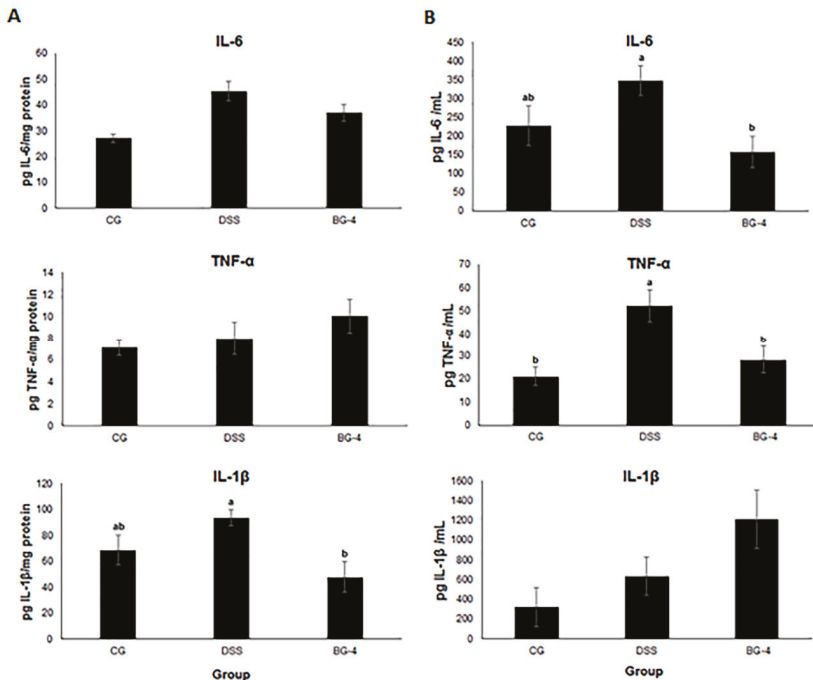 A
IL-6
pg IL-6/mg protein
60
50
40
30
20
10
0
CG DSS BG-4
TNF-α
pg TNF-α/mg protein
14
12
10
8
6
4
2
0
CG DSS BG-4
IL-1β
pg IL-1β/mg protein
120
100
80
60
40
20
0
ab a b
CG DSS BG-4
Group
B
IL-6
pg IL-6 /mL
450
400
350
300
250
200
150
100
50
0
ab a b
CG DSS BG-4
TNF-α
pg TNF-α/mL
70
60
50
40
30
20
10
0
b a b
CG DSS BG-4
IL-1β
pg IL-1β /mL
1600
1400
1200
1000
800
600
400
200
0
CG DSS BG-4
Group